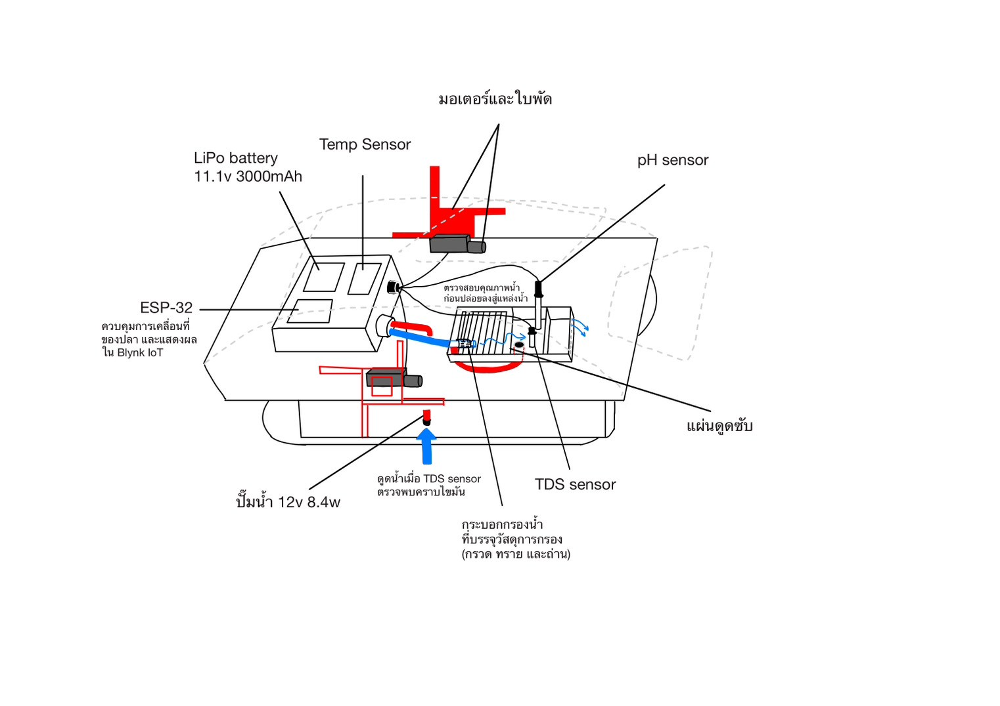 มอเตอร์และใบพัด
Temp Sensor
LiPo battery
11.1v 3000mAh
pH sensor
ตรวจสอบคุณภาพน้ำ
ก่อนปล่อยลงสู่แหล่งน้ำ
ESP-32
ควบคุมการเคลื่อนที่
ของปลา และแสดงผล
ใน Blynk IoT
แผ่นดูดซับ
TDS sensor
ดูดน้ำเมื่อ TDS sensor
ตรวจพบคราบไขมัน
ปั๊มน้ำ 12v 8.4w
กระบอกกรองน้ำ
ที่บรรจุวัสดุการกรอง
(กรวด ทราย และถ่าน)